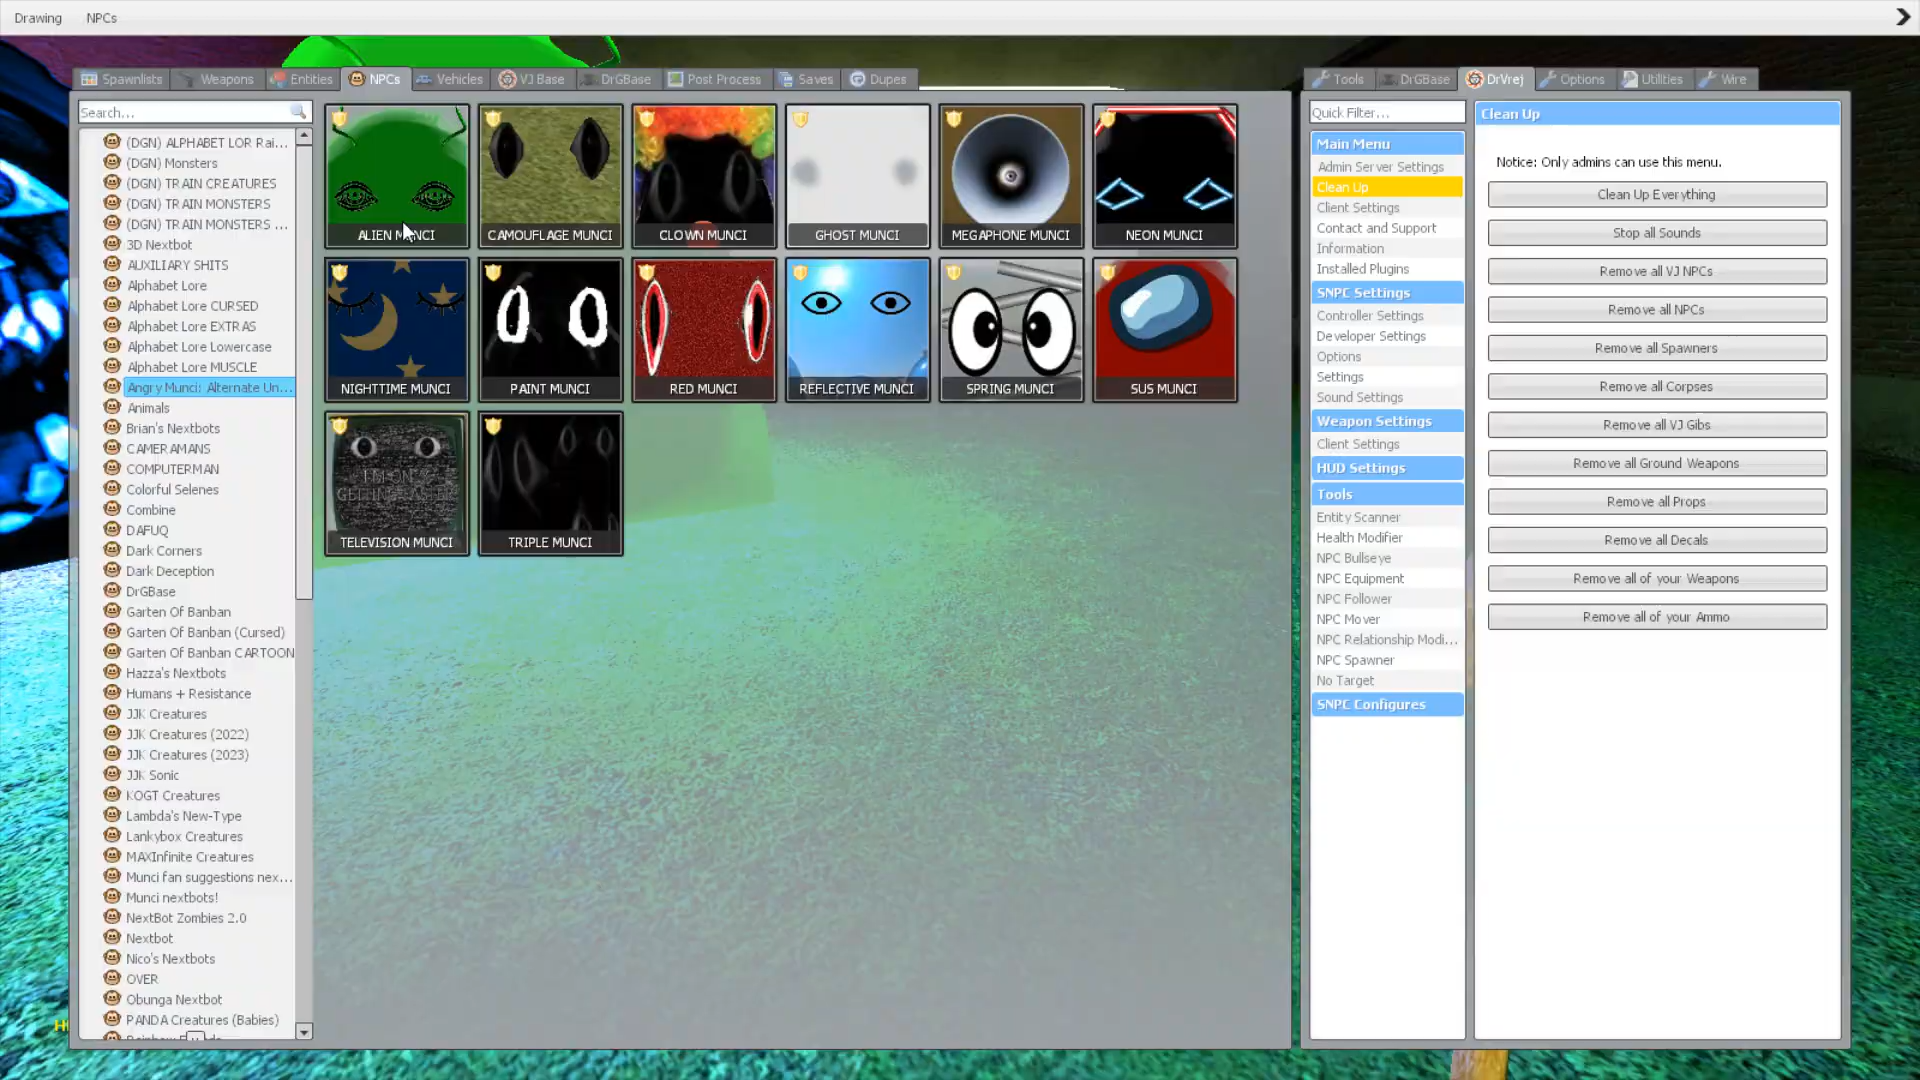 Drawing NPCs
Spawnlists Weapons Entities NPCs Vehicles VJ Base DrGBase Post Process Saves Dupes
Search...
(DGN) ALPHABET LOR Rai...
(DGN) Monsters
(DGN) TRAIN CREATURES
(DGN) TRAIN MONSTERS
(DGN) TRAIN MONSTERS ...
3D Nextbot
AUXILIARY SHITS
Alphabet Lore
Alphabet Lore CURSED
Alphabet Lore EXTRAS
Alphabet Lore Lowercase
Alphabet Lore MUSCLE
Angry Munci: Alternate Un...
Animals
Brian's Nextbots
CAMERAMANS
COMPUTERMAN
Colorful Selenes
Combine
DAFUQ
Dark Corners
Dark Deception
DrGBase
Garten Of Banban
Garten Of Banban (Cursed)
Garten Of Banban CARTOON
Hazza's Nextbots
Humans + Resistance
JJK Creatures
JJK Creatures (2022)
JJK Creatures (2023)
JJK Sonic
KOGT Creatures
Lambda's New-Type
Lankybox Creatures
MAXInfinite Creatures
Munci fan suggestions nex...
Munci nextbots!
NextBot Zombies 2.0
Nextbot
Nico's Nextbots
OVER
Obunga Nextbot
PANDA Creatures (Babies)
ALIEN MUNCI CAMOUFLAGE MUNCI CLOWN MUNCI GHOST MUNCI MEGAPHONE MUNCI NEON MUNCI
NIGHTTIME MUNCI PAINT MUNCI RED MUNCI REFLECTIVE MUNCI SPRING MUNCI SUS MUNCI
TELEVISION MUNCI TRIPLE MUNCI
Tools DrGBase DrVrej Options Utilities Wire
Quick Filter...
Main Menu
Admin Server Settings
Clean Up
Client Settings
Contact and Support
Information
Installed Plugins
SNPC Settings
Controller Settings
Developer Settings
Options
Settings
Sound Settings
Weapon Settings
Client Settings
HUD Settings
Tools
Entity Scanner
Health Modifier
NPC Bullseye
NPC Equipment
NPC Follower
NPC Mover
NPC Relationship Modi...
NPC Spawner
No Target
SNPC Configures
Clean Up
Notice: Only admins can use this menu.
Clean Up Everything
Stop all Sounds
Remove all VJ NPCs
Remove all NPCs
Remove all Spawners
Remove all Corpses
Remove all VJ Gibs
Remove all Ground Weapons
Remove all Props
Remove all Decals
Remove all of your Weapons
Remove all of your Ammo